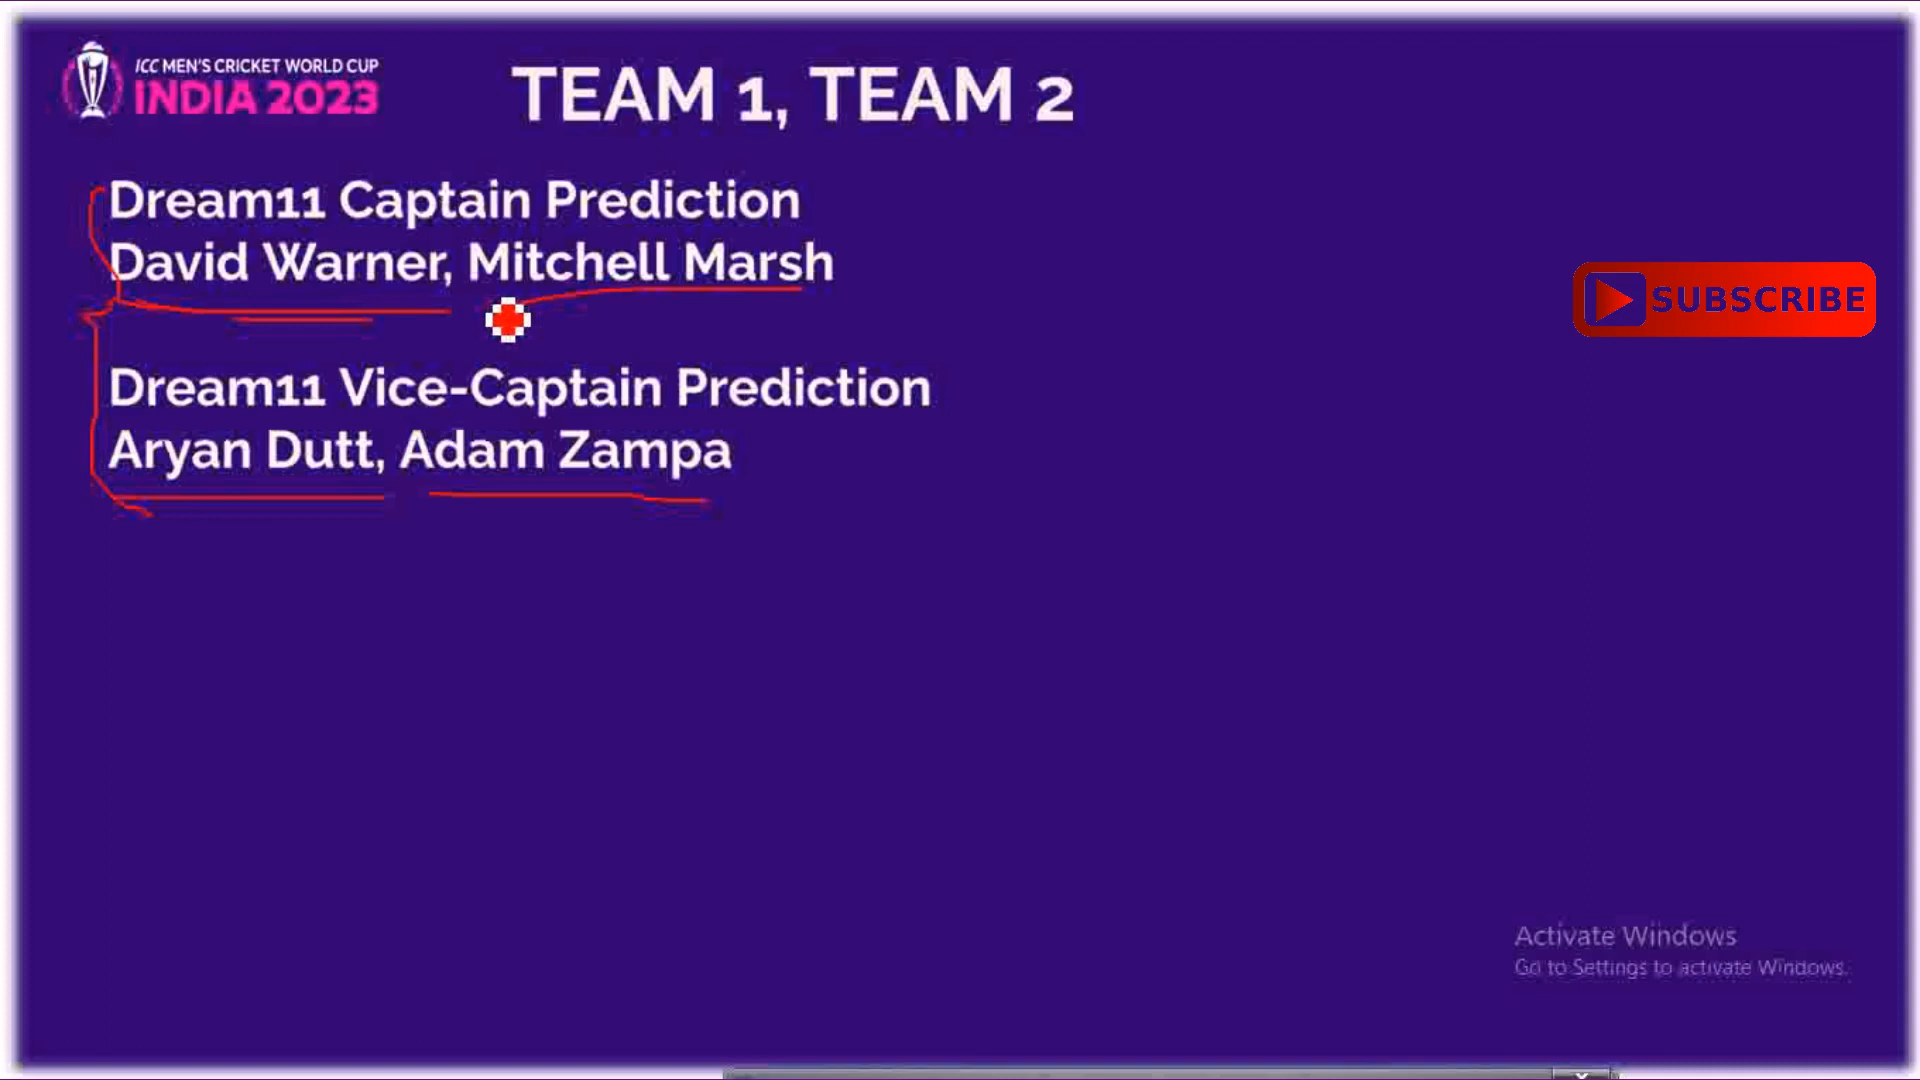 ICC MEN'S CRICKET WORLD CUP
INDIA 2023
TEAM 1, TEAM 2
Dream11 Captain Prediction
David Warner, Mitchell Marsh
SUBSCRIBE
Dream11 Vice-Captain Prediction
Aryan Dutt, Adam Zampa
Activate Windows
Go to Settings to activate Windows.